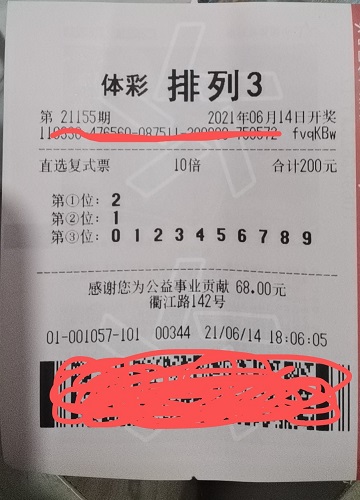 体彩 排列3
第 21155期 2021年06月14日开奖
fvqKBw
直选复式票 10倍 合计200元
第①位: 2
第②位: 1
第③位: 0 1 2 3 4 5 6 7 8 9
感谢您为公益事业贡献 68.00元
衢江路142号
01-001057-101 00344 21/06/14 18:06:05